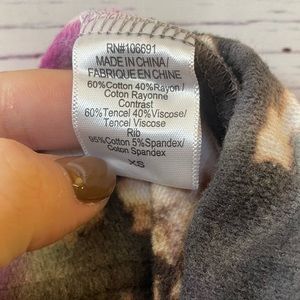 RN#106691
MADE IN CHINA/
FABRIQUE EN CHINE
60%Cotton 40%Rayon/
Coton Rayonne
Contrast
60%Tencel 40%Viscose/
Tencel Viscose
Rib
95%Cotton 5%Spandex/
Coton Spandex
XS